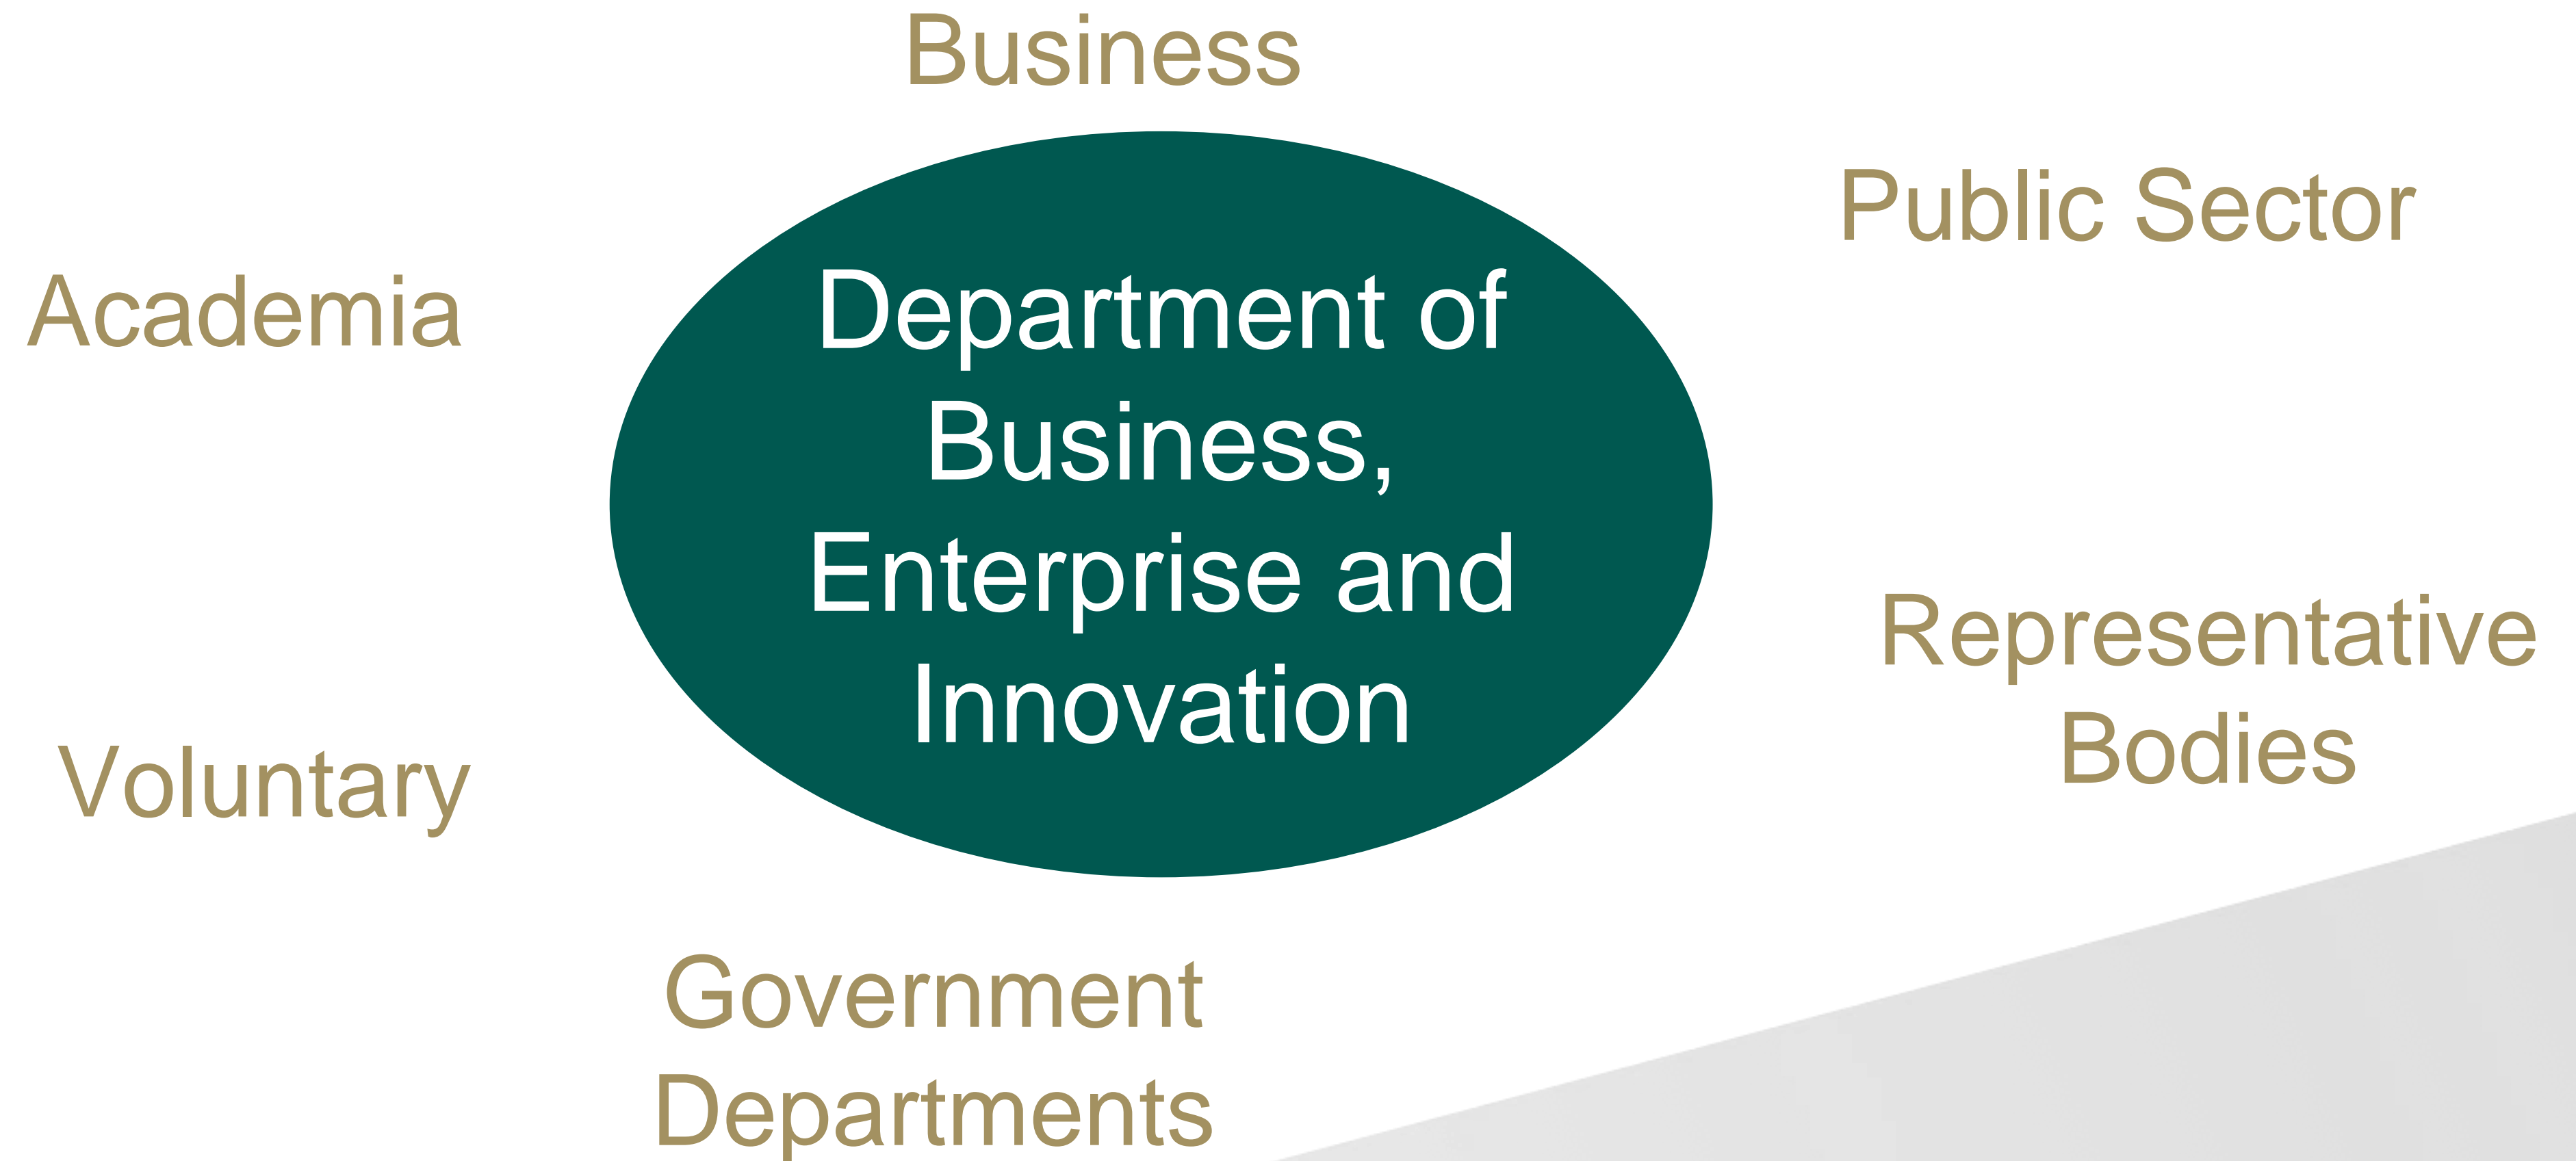 Business
Public Sector
Academia
Department of
Business,
Enterprise and
Innovation
Representative
Bodies
Voluntary
Government
Departments